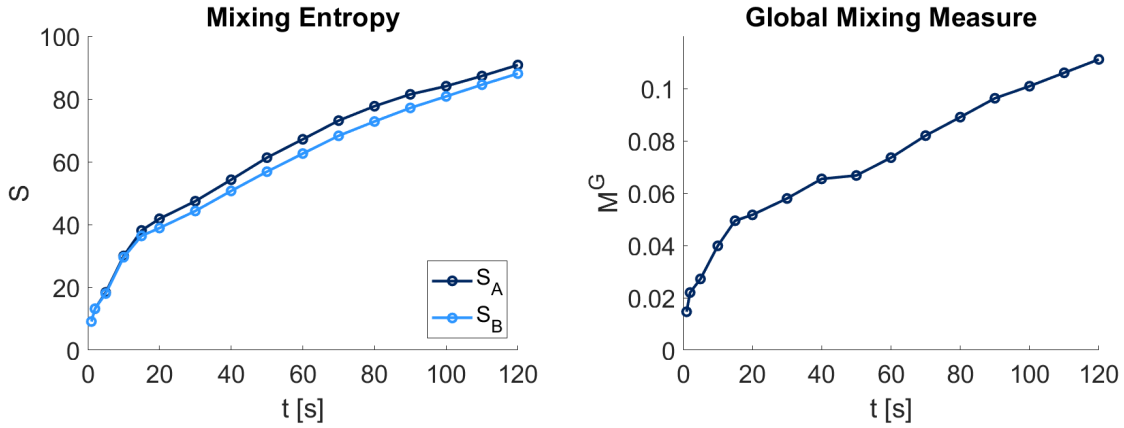 Mixing Entropy
100
80
60
40
20
0
S
0 20 40 60 80 100 120
t [s]
S_A
S_B
Global Mixing Measure
0.1
0.08
0.06
0.04
0.02
0
M^G
0 20 40 60 80 100 120
t [s]